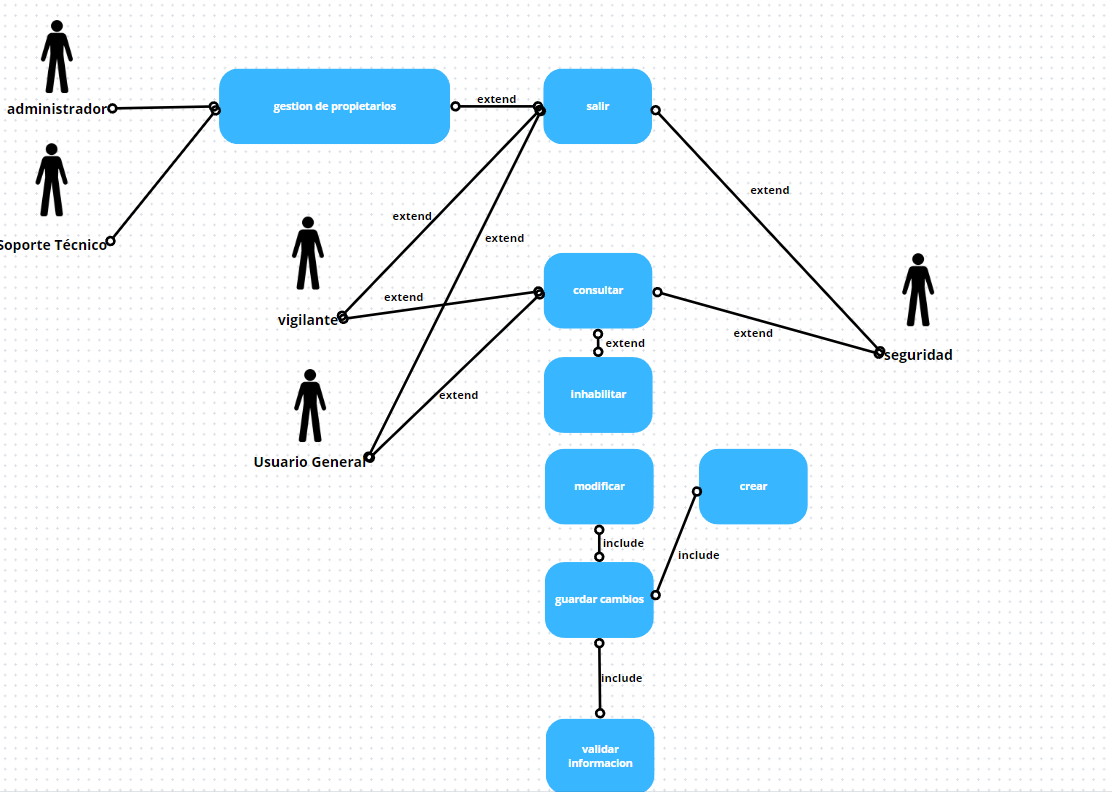 administrador
gestion de propietarios
extend
salir
Soporte Técnico
extend
extend
extend
vigilante
extend
consultar
extend
seguridad
extend
inhabilitar
extend
Usuario General
modificar
crear
include
include
guardar cambios
include
validar
informacion